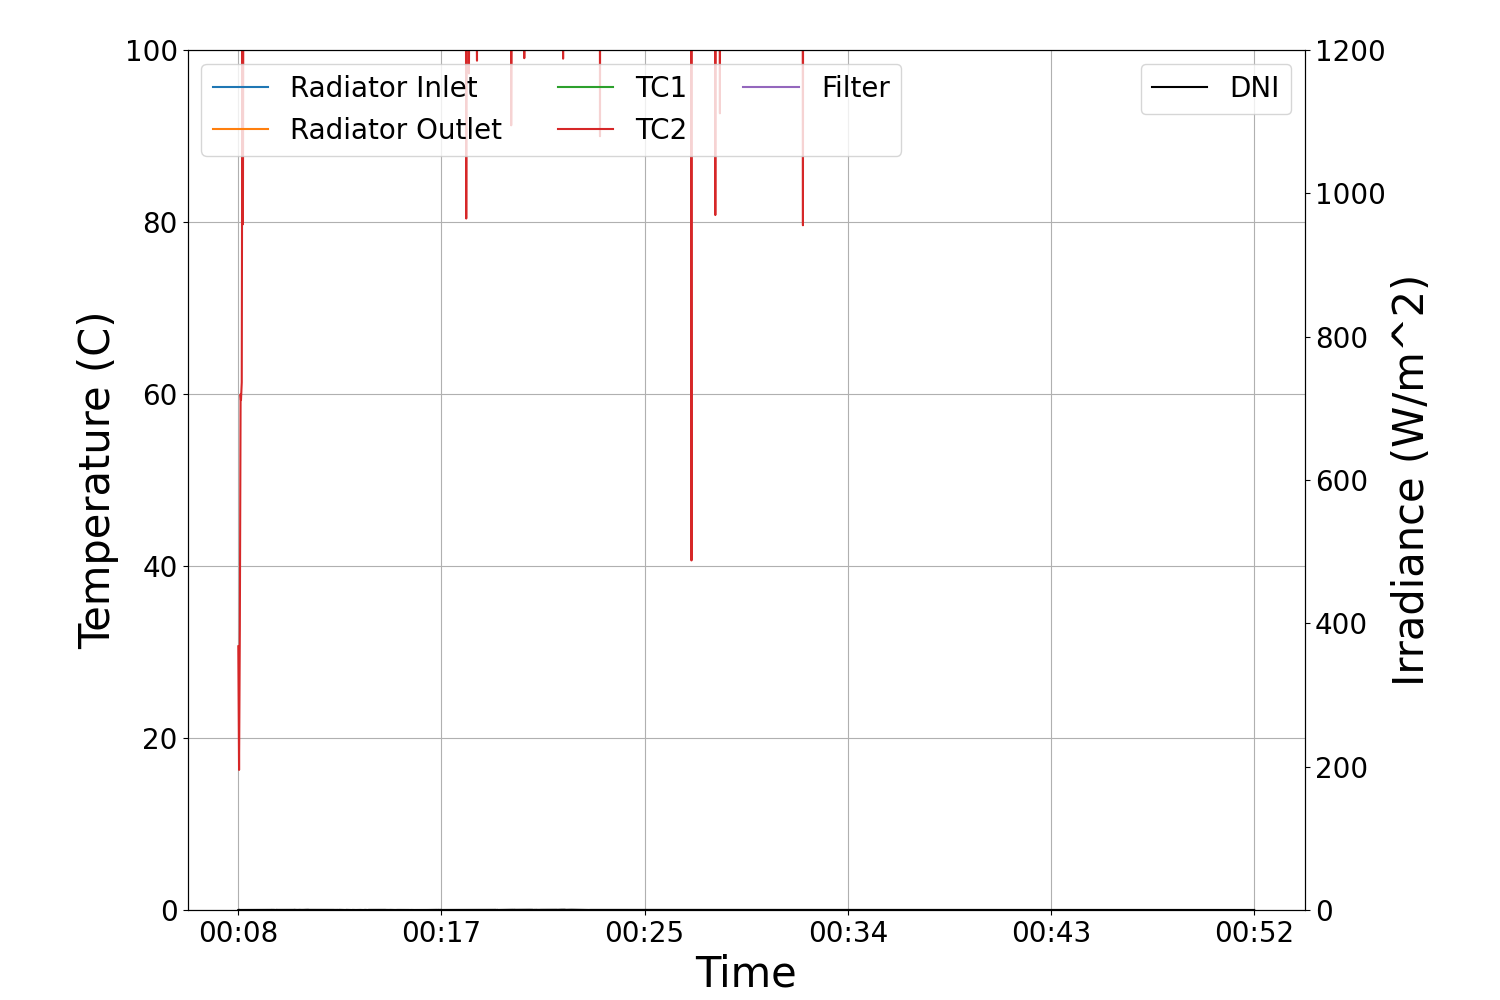 100
80
60
40
20
0
Temperature (C)
Radiator Inlet
Radiator Outlet
TC1
TC2
Filter
DNI
1200
1000
800
600
400
200
0
Irradiance (W/m^2)
00:08 00:17 00:25 00:34 00:43 00:52
Time